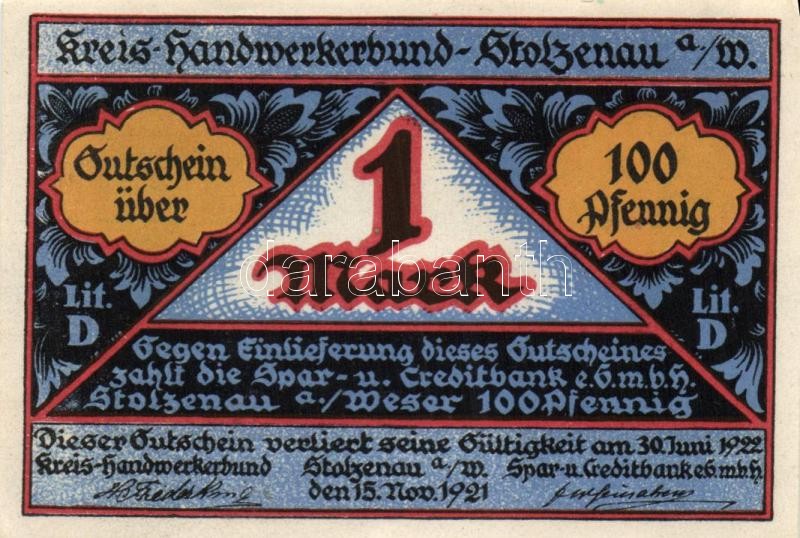 Kreis-Handwerkerbund-Stolzenau a./W.
Gutschein
über
1
Mark
100
Pfennig
darabanth
Lit.
D
Lit.
D
Gegen Einlieferung dieses Gutscheines
zahlt die Spar- u. Creditbank e.G.m.b.H.
Stolzenau a./Weser 100 Pfennig
Dieser Gutschein verliert seine Gültigkeit am 30. Juni 1922
Kreis-Handwerkerbund Stolzenau a/W. Spar-u. Creditbank e.G.m.b.H.
den 15. Nov. 1921